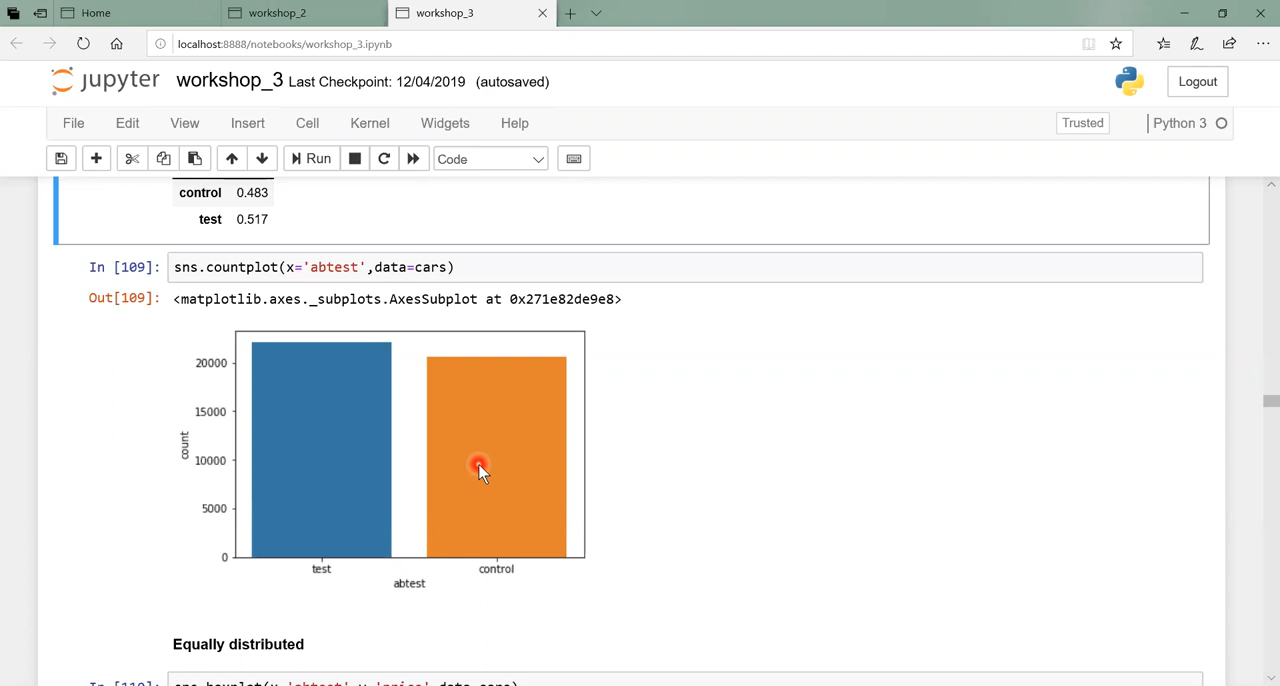 Home workshop_2 workshop_3
localhost:8888/notebooks/workshop_3.ipynb
jupyter workshop_3 Last Checkpoint: 12/04/2019 (autosaved) Logout
File Edit View Insert Cell Kernel Widgets Help Trusted Python 3
Run Code
control 0.483
test 0.517
In [109]: sns.countplot(x='abtest',data=cars)
Out[109]: <matplotlib.axes._subplots.AxesSubplot at 0x271e82de9e8>
20000
15000
10000
5000
0
count
test control
abtest
Equally distributed